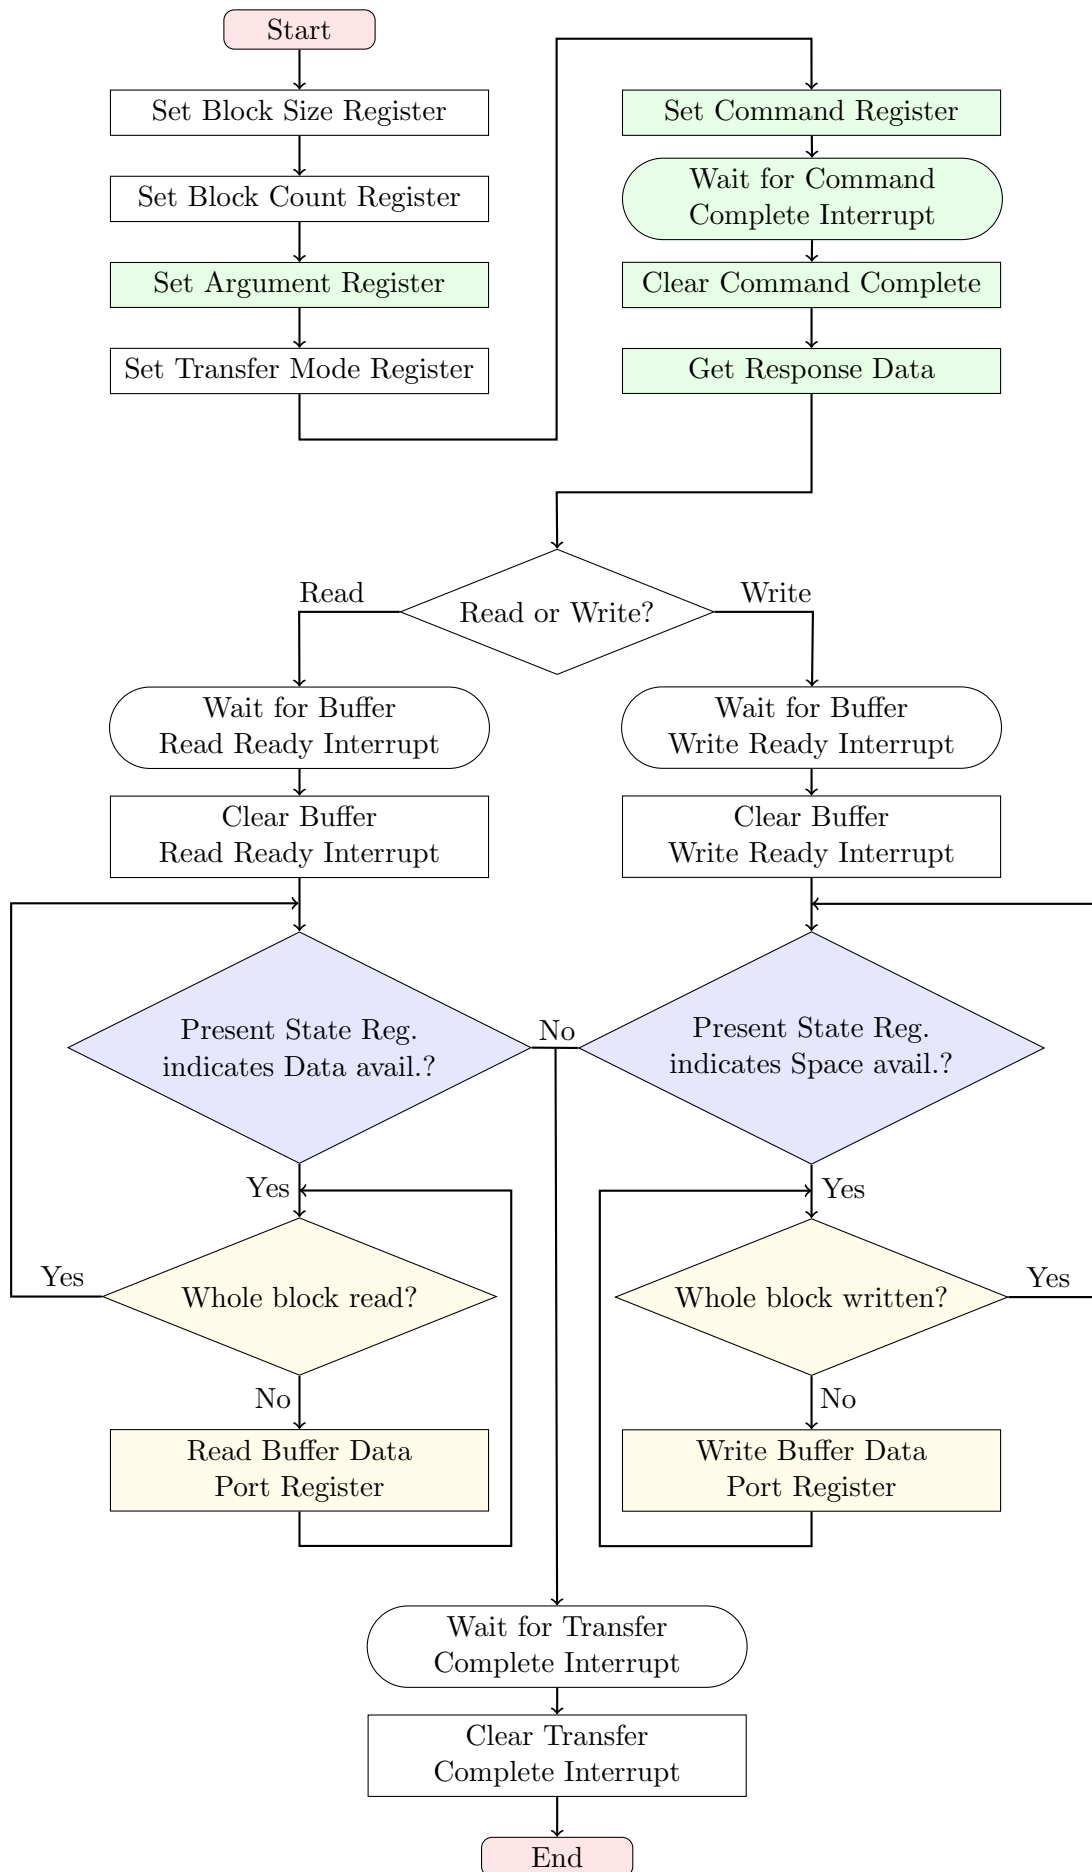 Start
Set Block Size Register
Set Block Count Register
Set Argument Register
Set Transfer Mode Register
Set Command Register
Wait for Command
Complete Interrupt
Clear Command Complete
Get Response Data
Read or Write?
Read
Write
Wait for Buffer
Read Ready Interrupt
Clear Buffer
Read Ready Interrupt
Wait for Buffer
Write Ready Interrupt
Clear Buffer
Write Ready Interrupt
Present State Reg.
indicates Data avail.?
No
Present State Reg.
indicates Space avail.?
Yes
Whole block read?
Yes
No
Read Buffer Data
Port Register
Yes
Whole block written?
Yes
No
Write Buffer Data
Port Register
Wait for Transfer
Complete Interrupt
Clear Transfer
Complete Interrupt
End